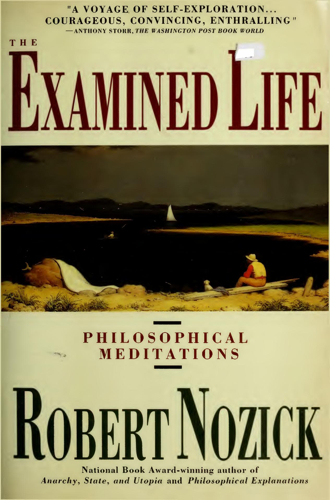 "A VOYAGE OF SELF-EXPLORATION...
COURAGEOUS, CONVINCING, ENTHRALLING"
—ANTHONY STORR, THE WASHINGTON POST BOOK WORLD
THE
EXAMINED LIFE
PHILOSOPHICAL
MEDITATIONS
ROBERT NOZICK
National Book Award-winning author of
Anarchy, State, and Utopia and Philosophical Explanations